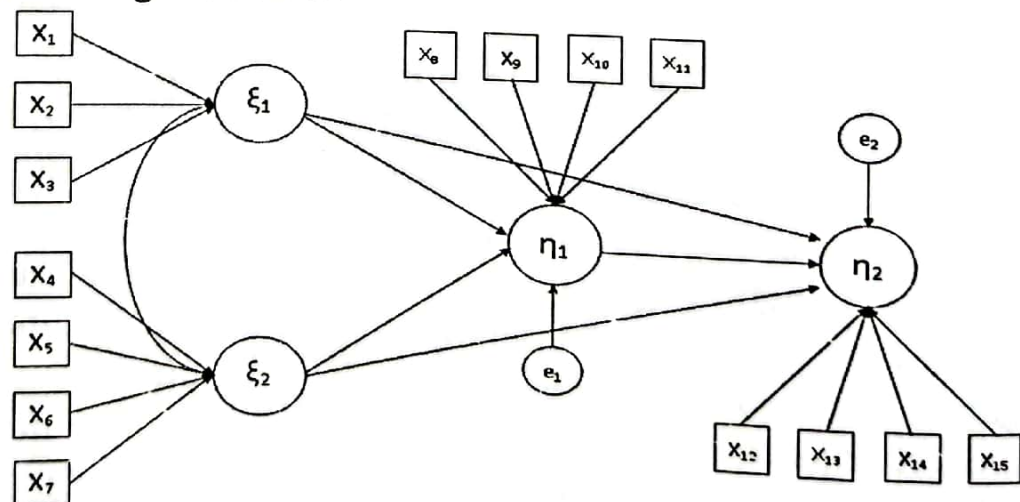 X₁
X₂
X₃
X₄
X₅
X₆
X₇
ξ₁
ξ₂
X₈
X₉
X₁₀
X₁₁
η₁
e₁
e₂
η₂
X₁₂
X₁₃
X₁₄
X₁₅